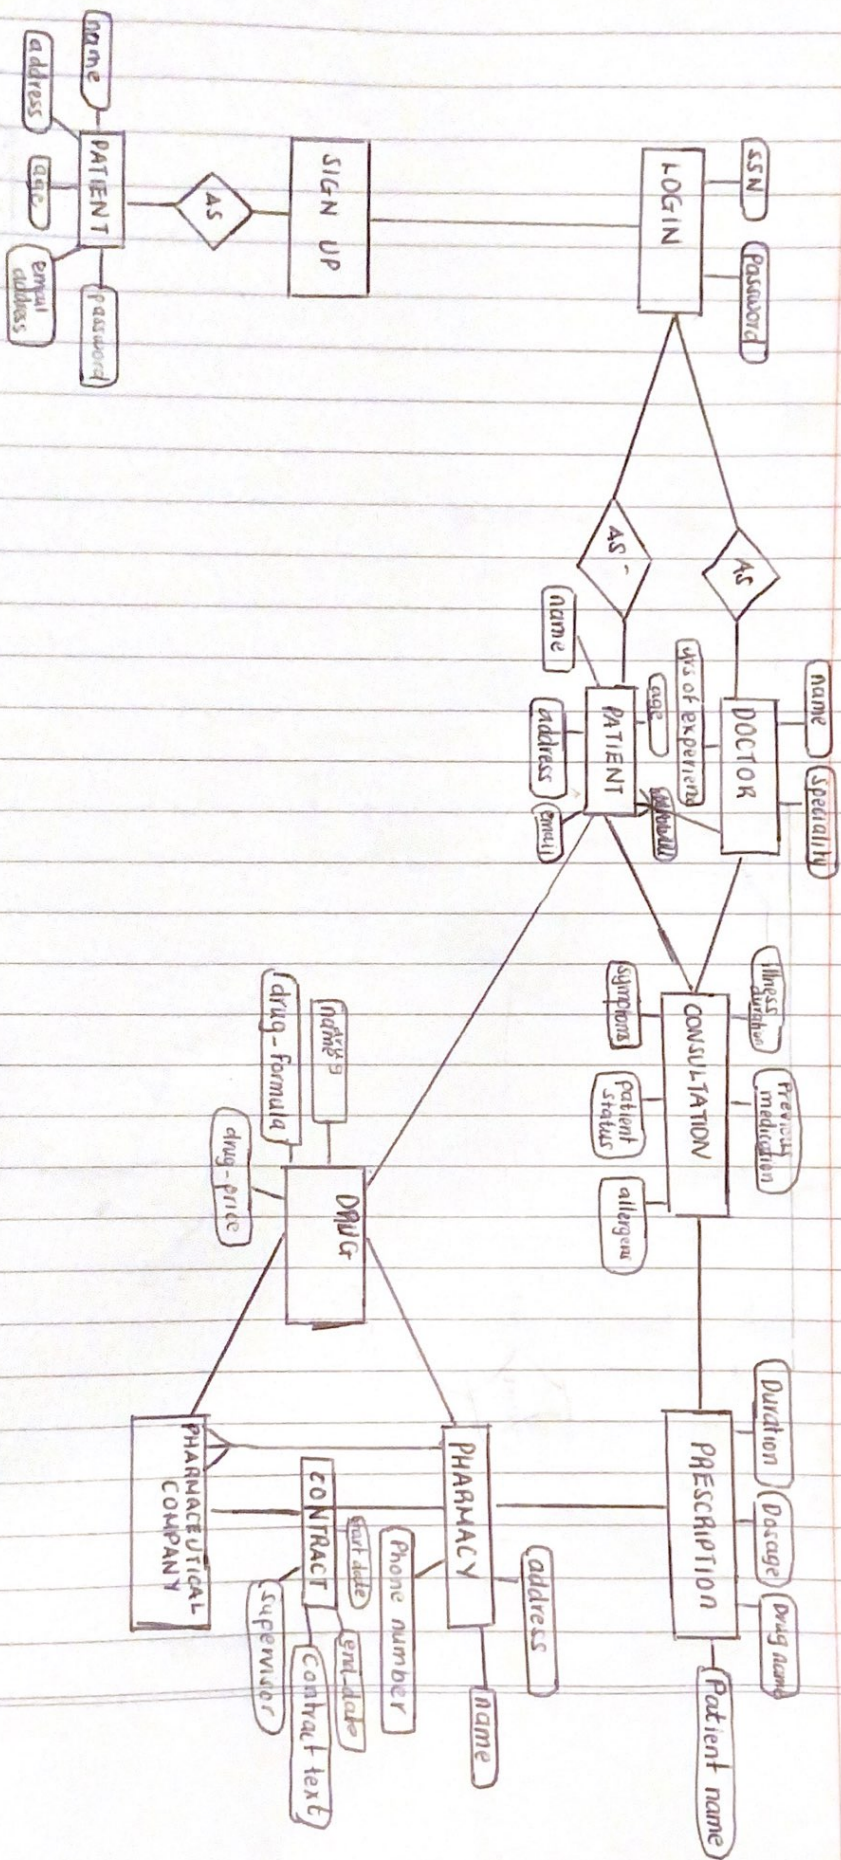 SSN
Password
LOGIN
SIGN UP
AS
PATIENT
name
address
age
email
address
password
AS
AS
name
Speciality
DOCTOR
yrs of experience
age
name
PATIENT
address
email
illness
duration
Previous
medication
CONSULTATION
symptoms
patient
status
allergens
drug
name
drug-formula
drug-price
DRUG
Duration
Dosage
Drug name
PRESCRIPTION
Patient name
address
PHARMACY
name
Phone number
start date
CONTRACT
end-date
Contract text
supervisor
PHARMACEUTICAL
COMPANY